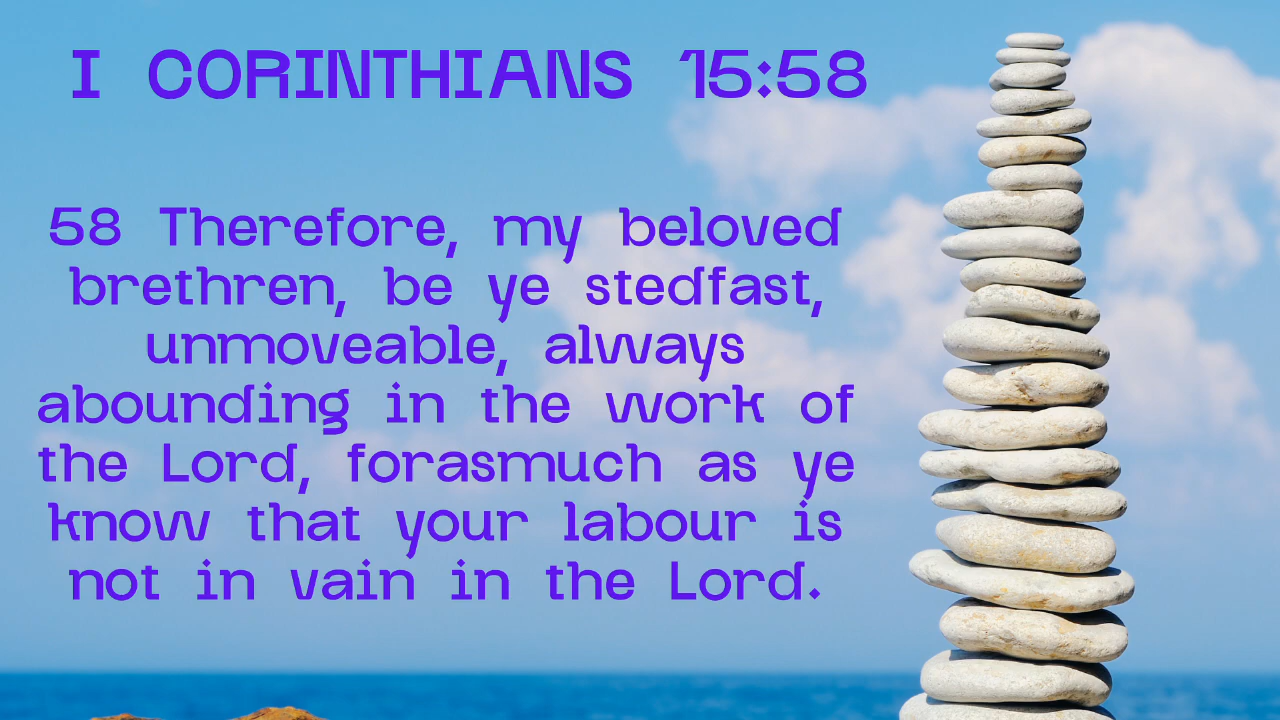 I CORINTHIANS 15:58
58 Therefore, my beloved
brethren, be ye stedfast,
unmoveable, always
abounding in the work of
the Lord, forasmuch as ye
know that your labour is
not in vain in the Lord.